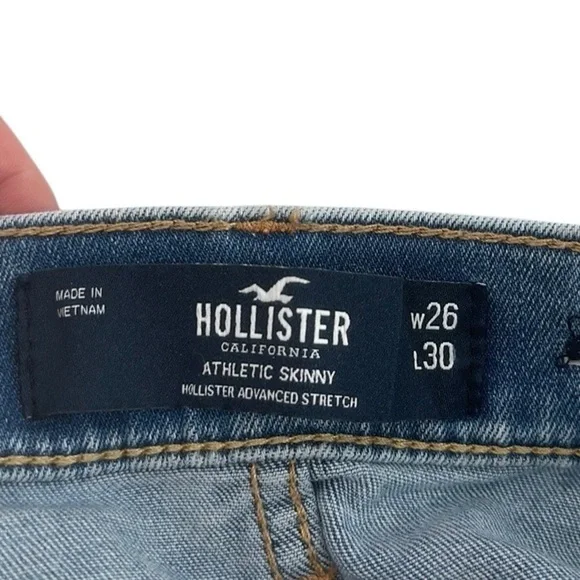 MADE IN
VIETNAM
HOLLISTER
CALIFORNIA
ATHLETIC SKINNY
HOLLISTER ADVANCED STRETCH
W26
L30